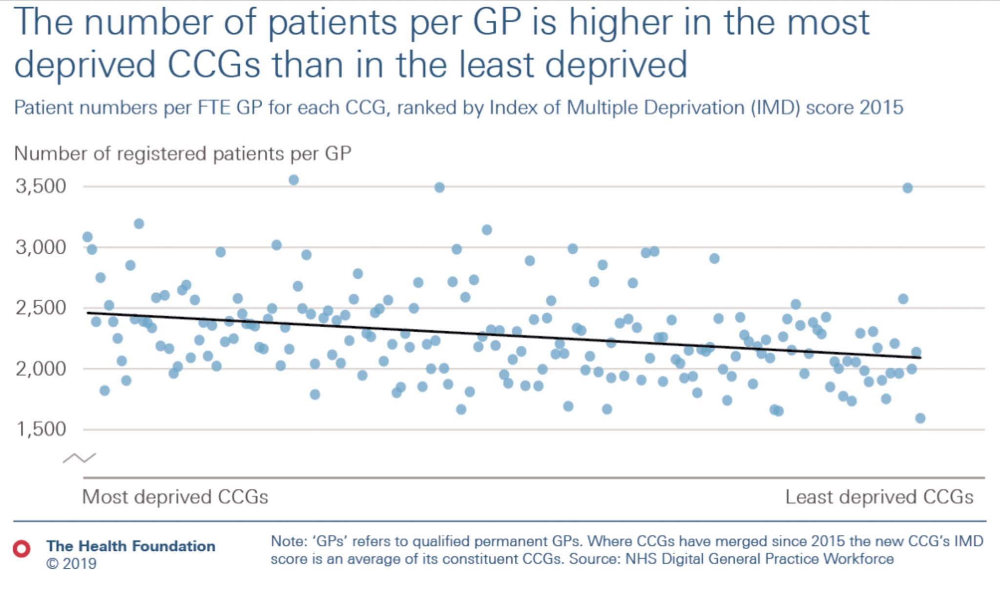 The number of patients per GP is higher in the most
deprived CCGs than in the least deprived
Patient numbers per FTE GP for each CCG, ranked by Index of Multiple Deprivation (IMD) score 2015
Number of registered patients per GP
3,500
3,000
2,500
2,000
1,500
Most deprived CCGs
Least deprived CCGs
The Health Foundation
© 2019
Note: ‘GPs’ refers to qualified permanent GPs. Where CCGs have merged since 2015 the new CCG’s IMD
score is an average of its constituent CCGs. Source: NHS Digital General Practice Workforce